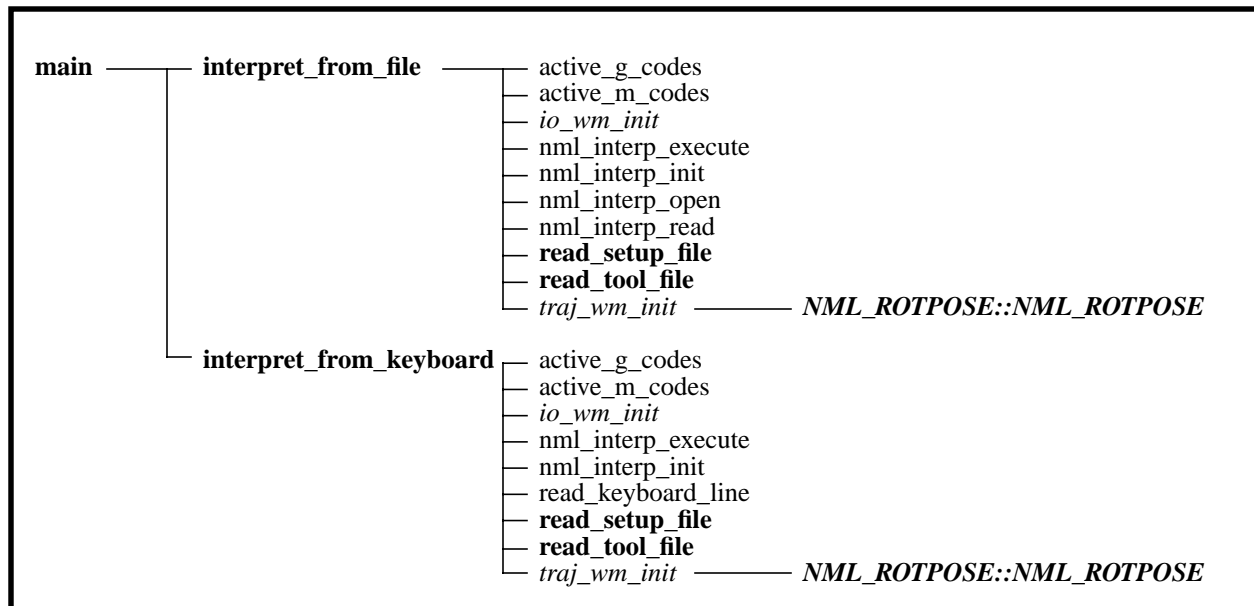 main interpret_from_file active_g_codes
active_m_codes
io_wm_init
nml_interp_execute
nml_interp_init
nml_interp_open
nml_interp_read
read_setup_file
read_tool_file
traj_wm_init NML_ROTPOSE::NML_ROTPOSE
interpret_from_keyboard active_g_codes
active_m_codes
io_wm_init
nml_interp_execute
nml_interp_init
read_keyboard_line
read_setup_file
read_tool_file
traj_wm_init NML_ROTPOSE::NML_ROTPOSE